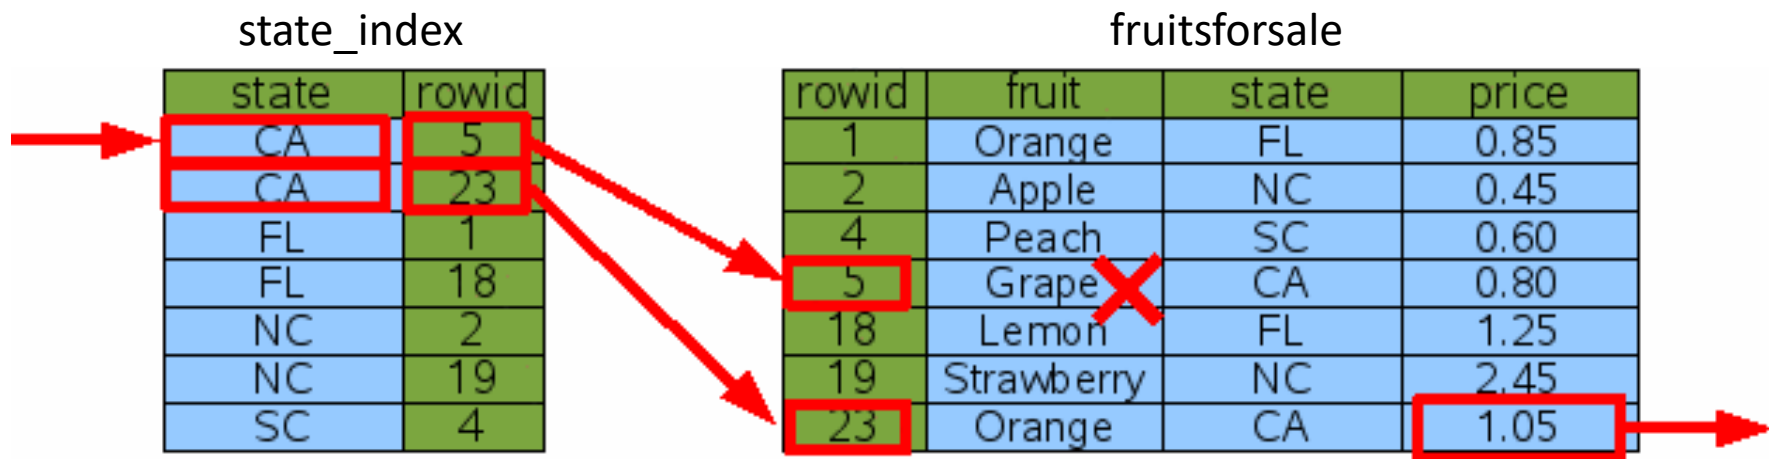 state_index fruitsforsale
state rowid rowid fruit state price
CA 5 1 Orange FL 0.85
CA 23 2 Apple NC 0.45
FL 1 4 Peach SC 0.60
FL 18 5 Grape CA 0.80
NC 2 18 Lemon FL 1.25
NC 19 19 Strawberry NC 2.45
SC 4 23 Orange CA 1.05